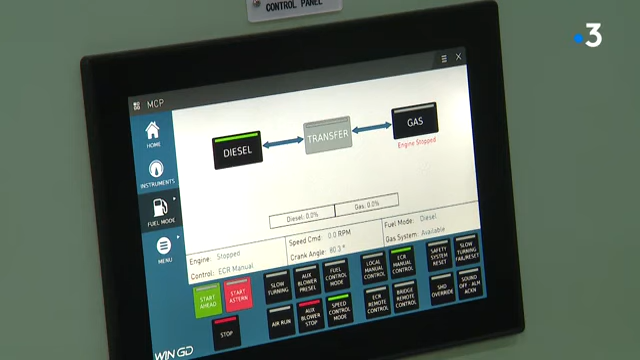 CONTROL PANEL
3
MCP
HOME
INSTRUMENTS
FUEL MODE
MENU
DIESEL
TRANSFER
GAS
Engine Stopped
Diesel: 0.0%
Gas: 0.0%
Engine: Stopped
Control: ECR Manual
Speed Cmd: 0.0 RPM
Crank Angle: 80.3 °
Fuel Mode: Diesel
Gas System: Available
START AHEAD
START ASTERN
STOP
SLOW TURNING
AUX BLOWER PRESEL
FUEL CONTROL MODE
AIR RUN
AUX BLOWER STOP
SPEED CONTROL MODE
LOCAL MANUAL CONTROL
ECR MANUAL CONTROL
ECR REMOTE CONTROL
BRIDGE REMOTE CONTROL
SAFETY SYSTEM RESET
SLOW TURNING FAILRESET
SHD OVERRIDE
SOUND OFF ALM ACKN
WIN GD